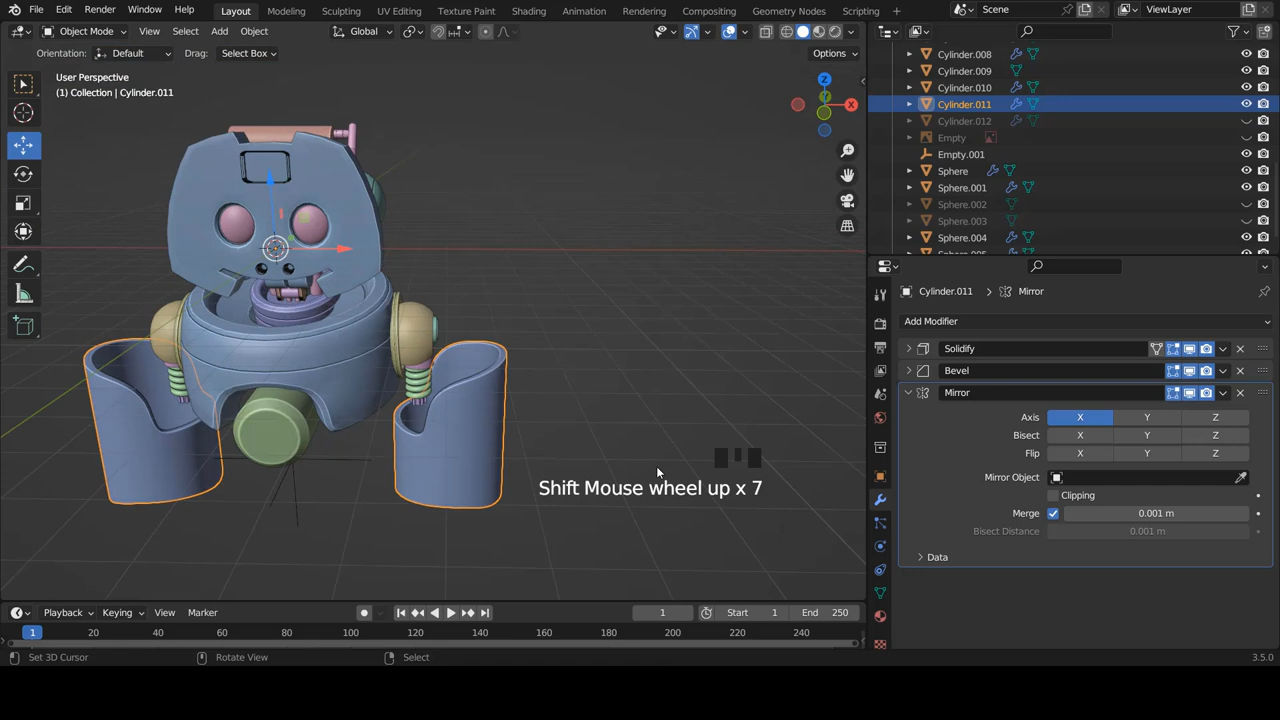 File Edit Render Window Help Layout Modeling Sculpting UV Editing Texture Paint Shading Animation Rendering Compositing Geometry Nodes Scripting + Scene ViewLayer
Object Mode View Select Add Object Global
Orientation: Default Drag: Select Box Options
User Perspective
(1) Collection | Cylinder.011
Z
Y
X
Cylinder.008
Cylinder.009
Cylinder.010
Cylinder.011
Cylinder.012
Empty
Empty.001
Sphere
Sphere.001
Sphere.002
Sphere.003
Sphere.004
Cylinder.011 Mirror
Add Modifier
Solidify
Bevel
Mirror
Axis X Y Z
Bisect X Y Z
Flip X Y Z
Mirror Object
Clipping
Merge 0.001 m
Bisect Distance 0.001 m
Data
Shift Mouse wheel up x 7
Playback Keying View Marker 1 Start 1 End 250
1 20 40 60 80 100 120 140 160 180 200 220 240
Set 3D Cursor Rotate View Select 3.5.0